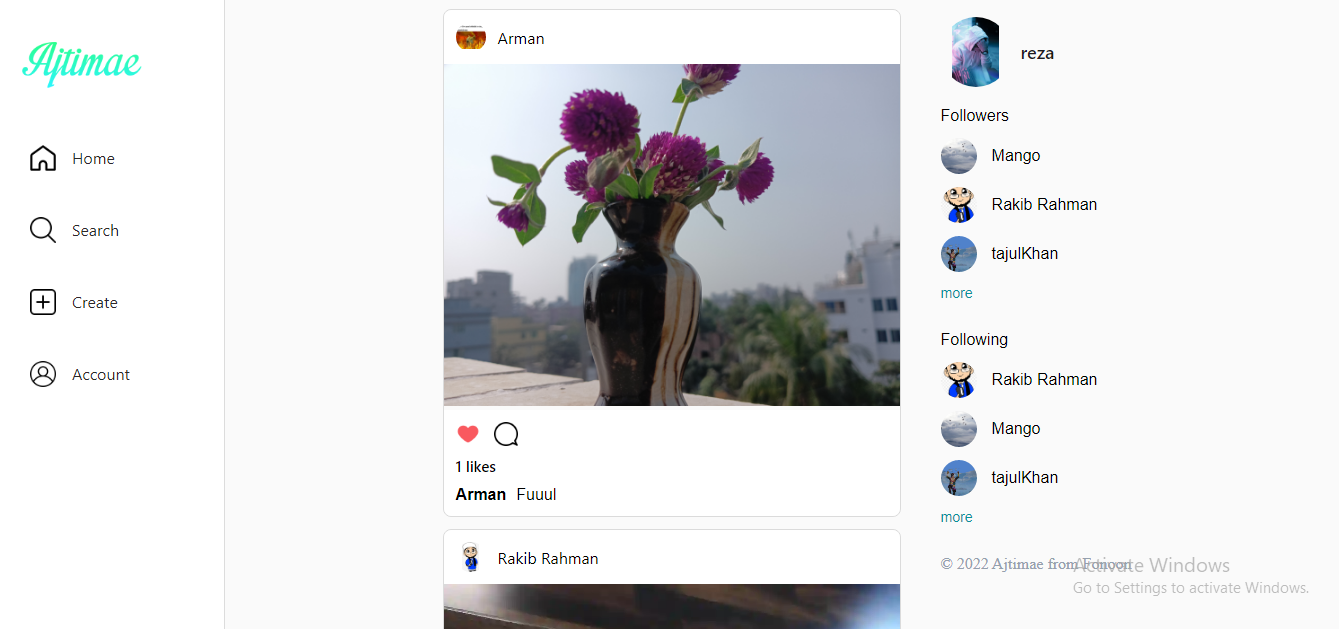 Ajtimae
Home
Search
Create
Account
Arman
1 likes
Arman Fuuul
Rakib Rahman
reza
Followers
Mango
Rakib Rahman
tajulKhan
more
Following
Rakib Rahman
Mango
tajulKhan
more
© 2022 Ajtimae from Fonoon
Activate Windows
Go to Settings to activate Windows.